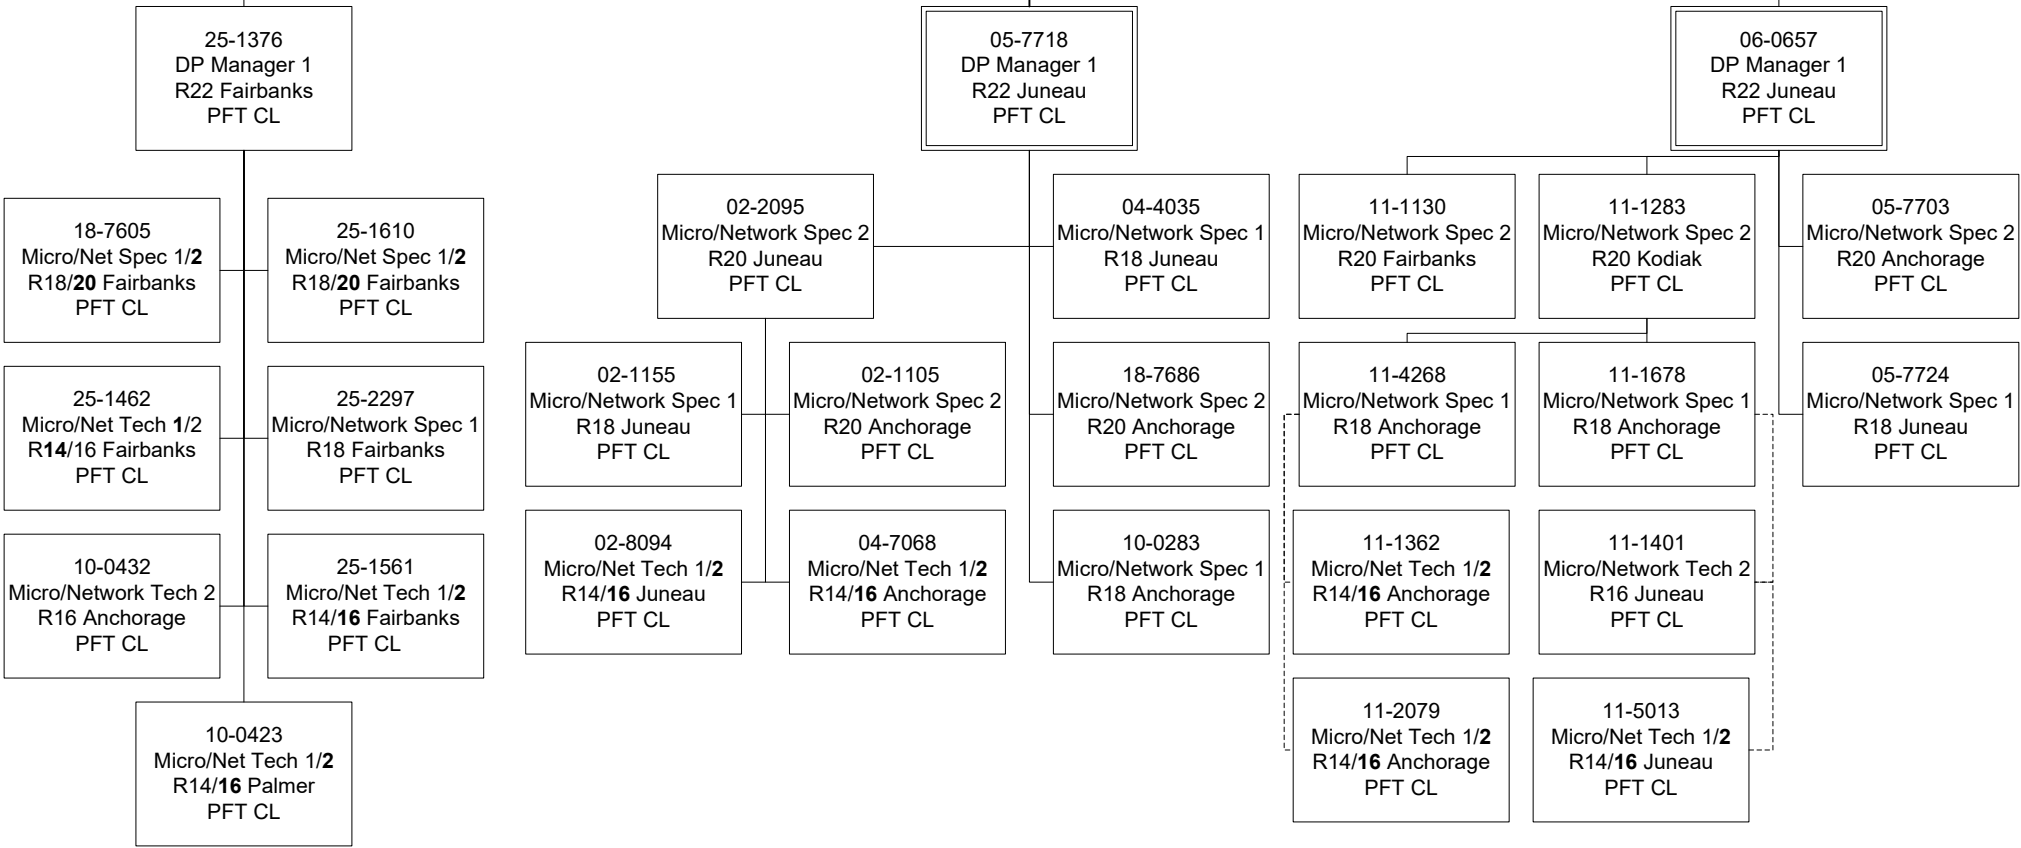 25-1376
DP Manager 1
R22 Fairbanks
PFT CL
05-7718
DP Manager 1
R22 Juneau
PFT CL
06-0657
DP Manager 1
R22 Juneau
PFT CL
18-7605
Micro/Net Spec 1/2
R18/20 Fairbanks
PFT CL
25-1610
Micro/Net Spec 1/2
R18/20 Fairbanks
PFT CL
25-1462
Micro/Net Tech 1/2
R14/16 Fairbanks
PFT CL
25-2297
Micro/Network Spec 1
R18 Fairbanks
PFT CL
10-0432
Micro/Network Tech 2
R16 Anchorage
PFT CL
25-1561
Micro/Net Tech 1/2
R14/16 Fairbanks
PFT CL
10-0423
Micro/Net Tech 1/2
R14/16 Palmer
PFT CL
02-2095
Micro/Network Spec 2
R20 Juneau
PFT CL
04-4035
Micro/Network Spec 1
R18 Juneau
PFT CL
02-1155
Micro/Network Spec 1
R18 Juneau
PFT CL
02-1105
Micro/Network Spec 2
R20 Anchorage
PFT CL
18-7686
Micro/Network Spec 2
R20 Anchorage
PFT CL
02-8094
Micro/Net Tech 1/2
R14/16 Juneau
PFT CL
04-7068
Micro/Net Tech 1/2
R14/16 Anchorage
PFT CL
10-0283
Micro/Network Spec 1
R18 Anchorage
PFT CL
11-1130
Micro/Network Spec 2
R20 Fairbanks
PFT CL
11-1283
Micro/Network Spec 2
R20 Kodiak
PFT CL
05-7703
Micro/Network Spec 2
R20 Anchorage
PFT CL
11-4268
Micro/Network Spec 1
R18 Anchorage
PFT CL
11-1678
Micro/Network Spec 1
R18 Anchorage
PFT CL
05-7724
Micro/Network Spec 1
R18 Juneau
PFT CL
11-1362
Micro/Net Tech 1/2
R14/16 Anchorage
PFT CL
11-1401
Micro/Network Tech 2
R16 Juneau
PFT CL
11-2079
Micro/Net Tech 1/2
R14/16 Anchorage
PFT CL
11-5013
Micro/Net Tech 1/2
R14/16 Juneau
PFT CL